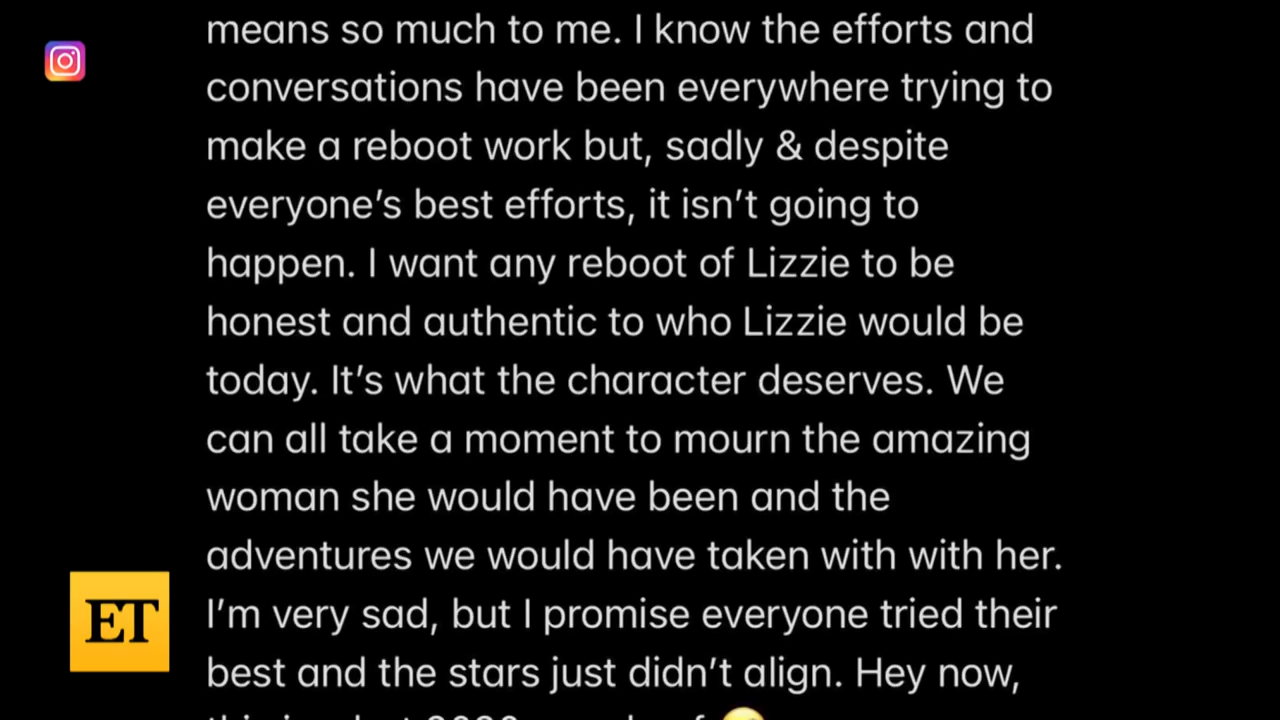 means so much to me. I know the efforts and
conversations have been everywhere trying to
make a reboot work but, sadly & despite
everyone’s best efforts, it isn’t going to
happen. I want any reboot of Lizzie to be
honest and authentic to who Lizzie would be
today. It’s what the character deserves. We
can all take a moment to mourn the amazing
woman she would have been and the
adventures we would have taken with with her.
ET
I’m very sad, but I promise everyone tried their
best and the stars just didn’t align. Hey now,